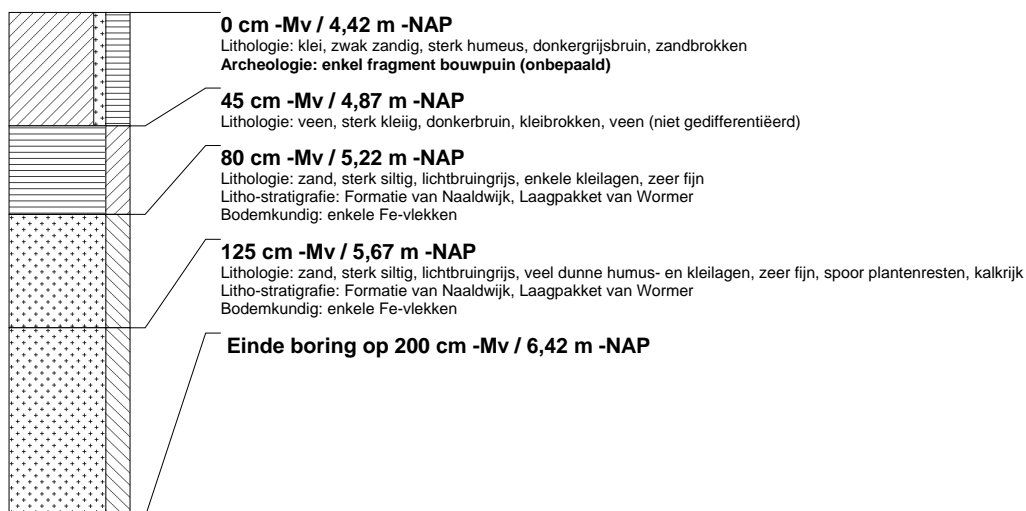 0 cm -Mv / 4,42 m -NAP
Lithologie: klei, zwak zandig, sterk humeus, donkergrijsbruin, zandbrokken
Archeologie: enkel fragment bouwpuin (onbepaald)
45 cm -Mv / 4,87 m -NAP
Lithologie: veen, sterk kleiig, donkerbruin, kleibrokken, veen (niet gedifferentiëerd)
80 cm -Mv / 5,22 m -NAP
Lithologie: zand, sterk siltig, lichtbruingrijs, enkele kleilagen, zeer fijn
Litho-stratigrafie: Formatie van Naaldwijk, Laagpakket van Wormer
Bodemkundig: enkele Fe-vlekken
125 cm -Mv / 5,67 m -NAP
Lithologie: zand, sterk siltig, lichtbruingrijs, veel dunne humus- en kleilagen, zeer fijn, spoor plantenresten, kalkrijk
Litho-stratigrafie: Formatie van Naaldwijk, Laagpakket van Wormer
Bodemkundig: enkele Fe-vlekken
Einde boring op 200 cm -Mv / 6,42 m -NAP